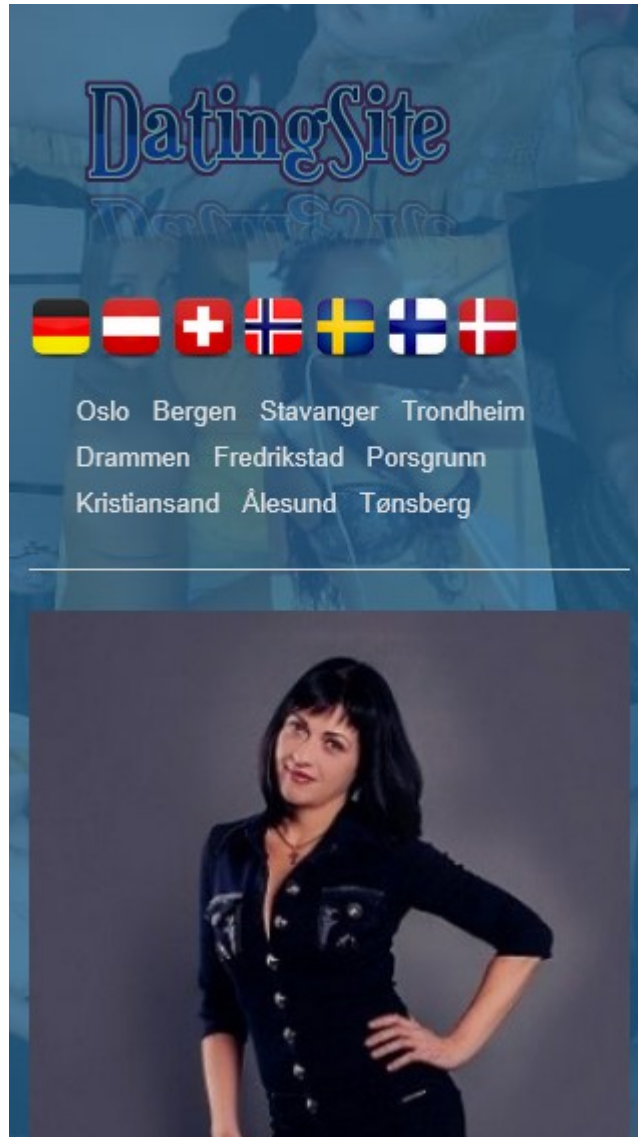 DatingSite
Oslo Bergen Stavanger Trondheim
Drammen Fredrikstad Porsgrunn
Kristiansand Ålesund Tønsberg